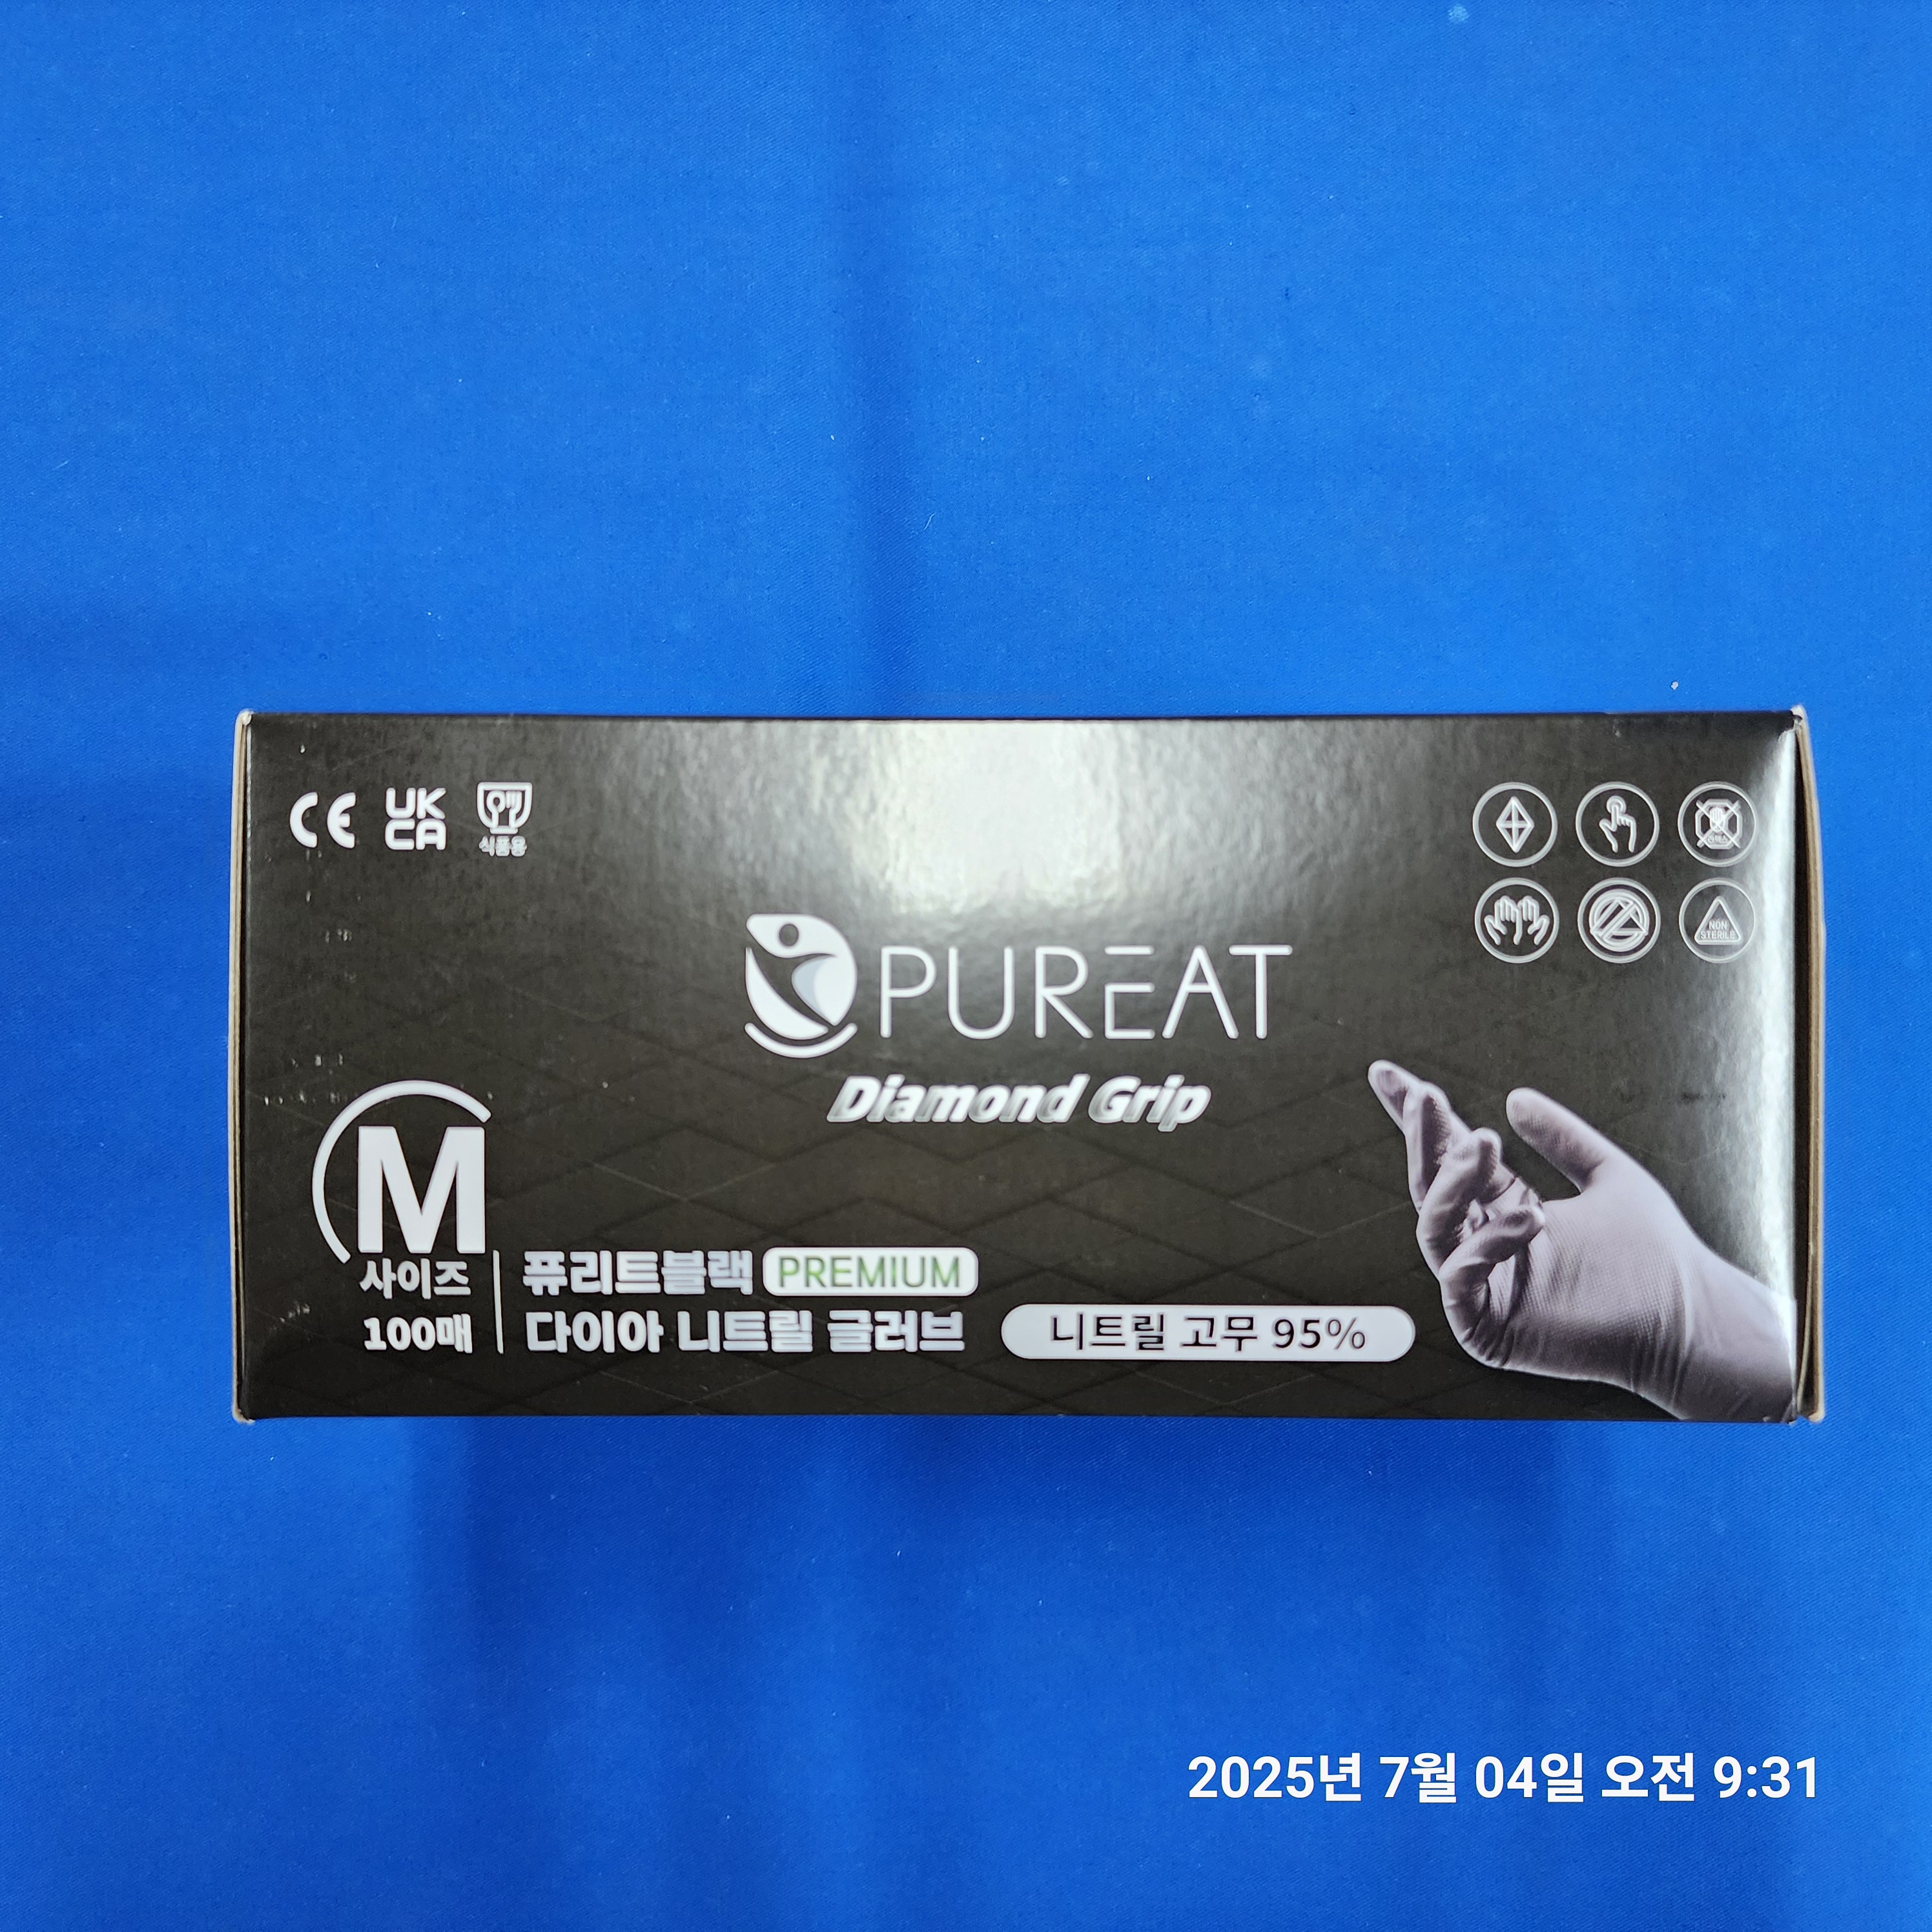 CE UK CA 식품용
NON STERILE
PUREAT
Diamond Grip
M
사이즈
100매
퓨리트블랙 PREMIUM
다이아 니트릴 글러브
니트릴 고무 95%
2025년 7월 04일 오전 9:31